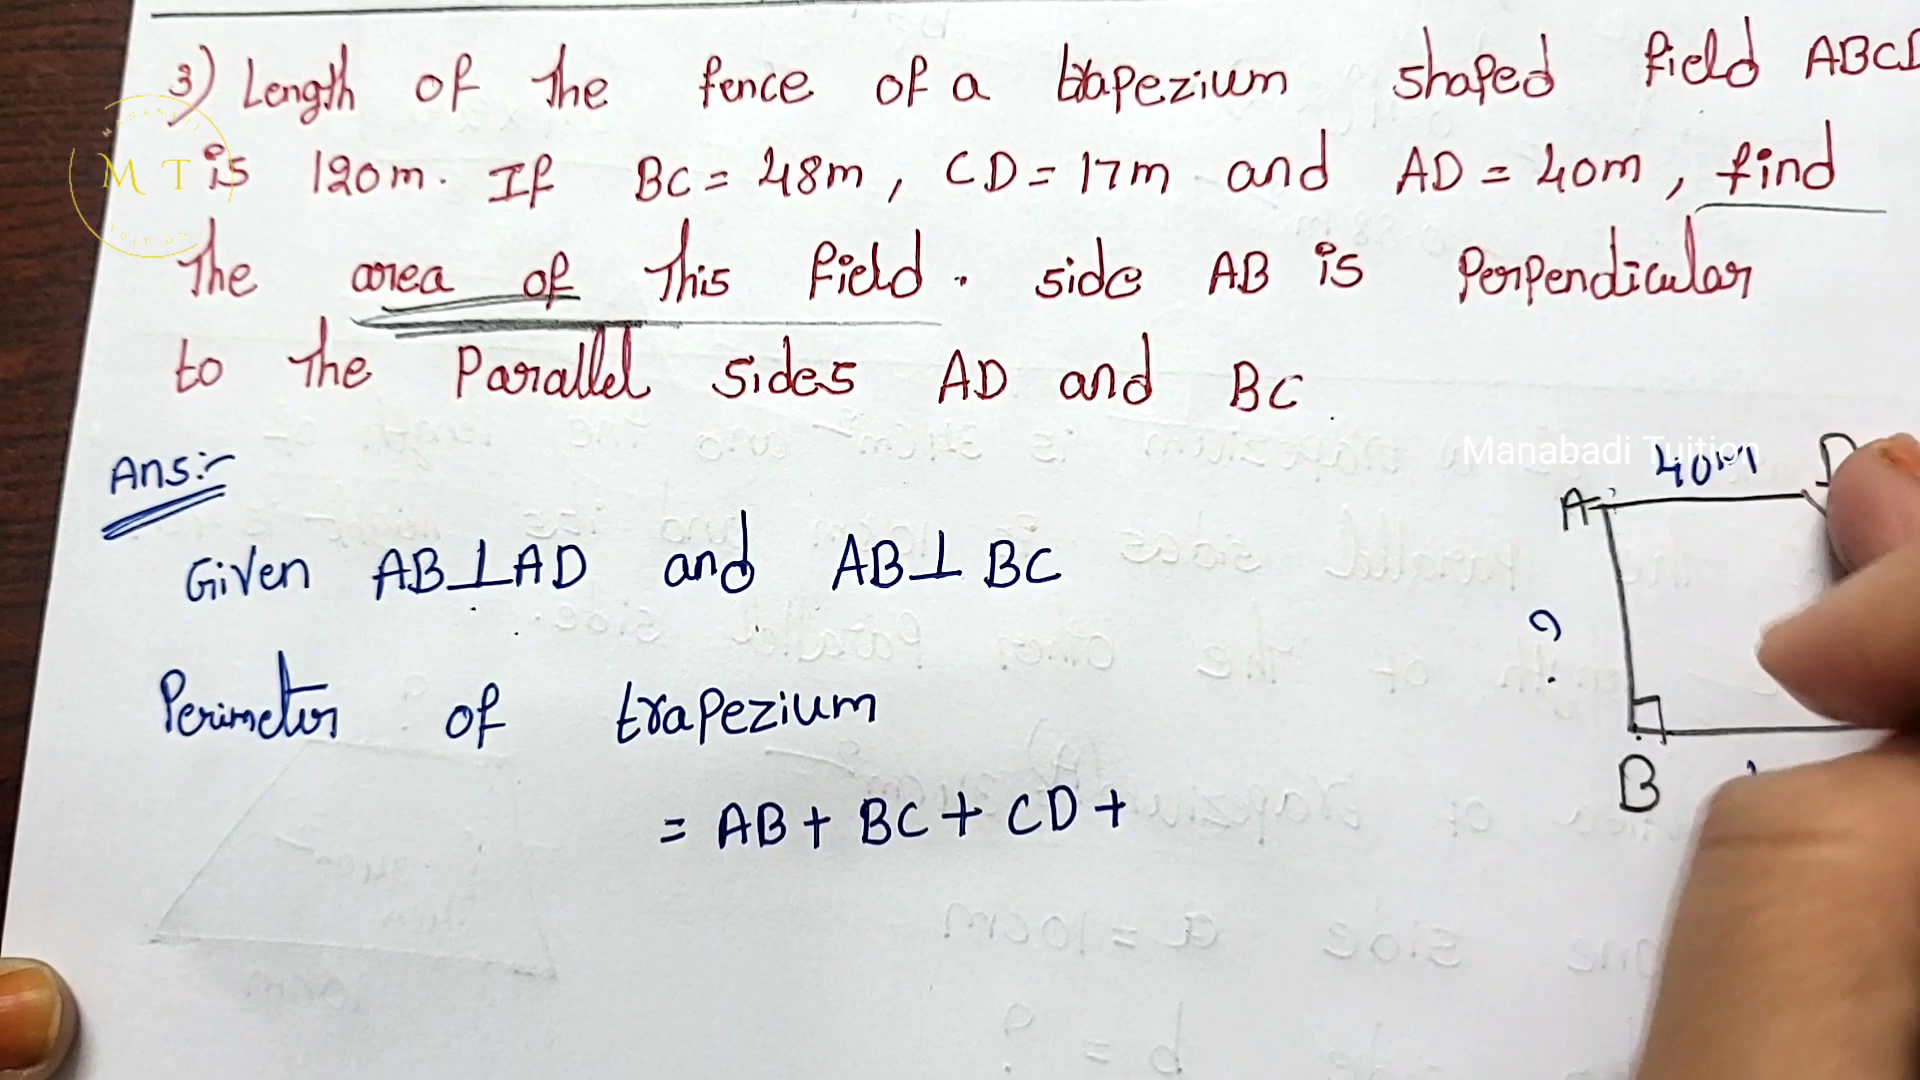 3) Length of the fence of a trapezium shaped field ABCD
is 120m. If BC = 48m, CD = 17m and AD = 40m, find
the area of this field. side AB is Perpendicular
to the Parallel sides AD and BC.
Ans:-
Manabadi Tuition
40m
D
A
Given AB⊥AD and AB⊥BC
?
Perimeter of trapezium
B
= AB + BC + CD +
M T